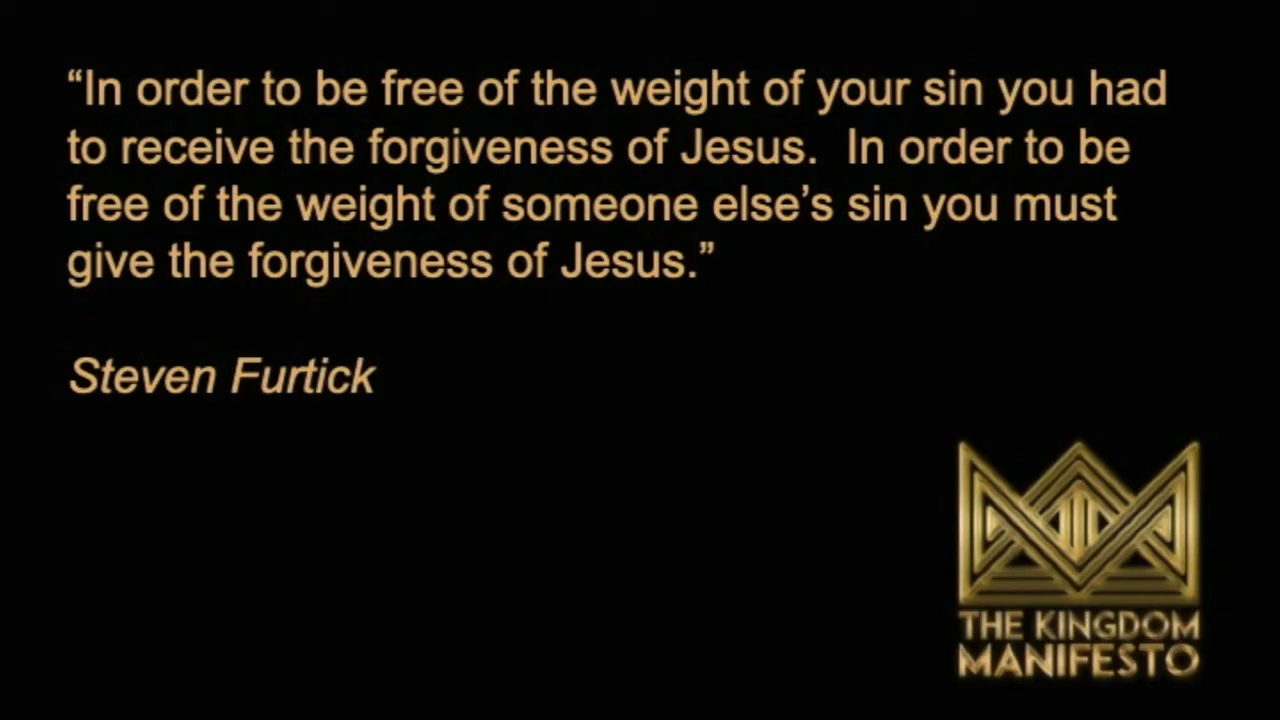 “In order to be free of the weight of your sin you had
to receive the forgiveness of Jesus.  In order to be
free of the weight of someone else’s sin you must
give the forgiveness of Jesus.”
Steven Furtick
THE KINGDOM
MANIFESTO